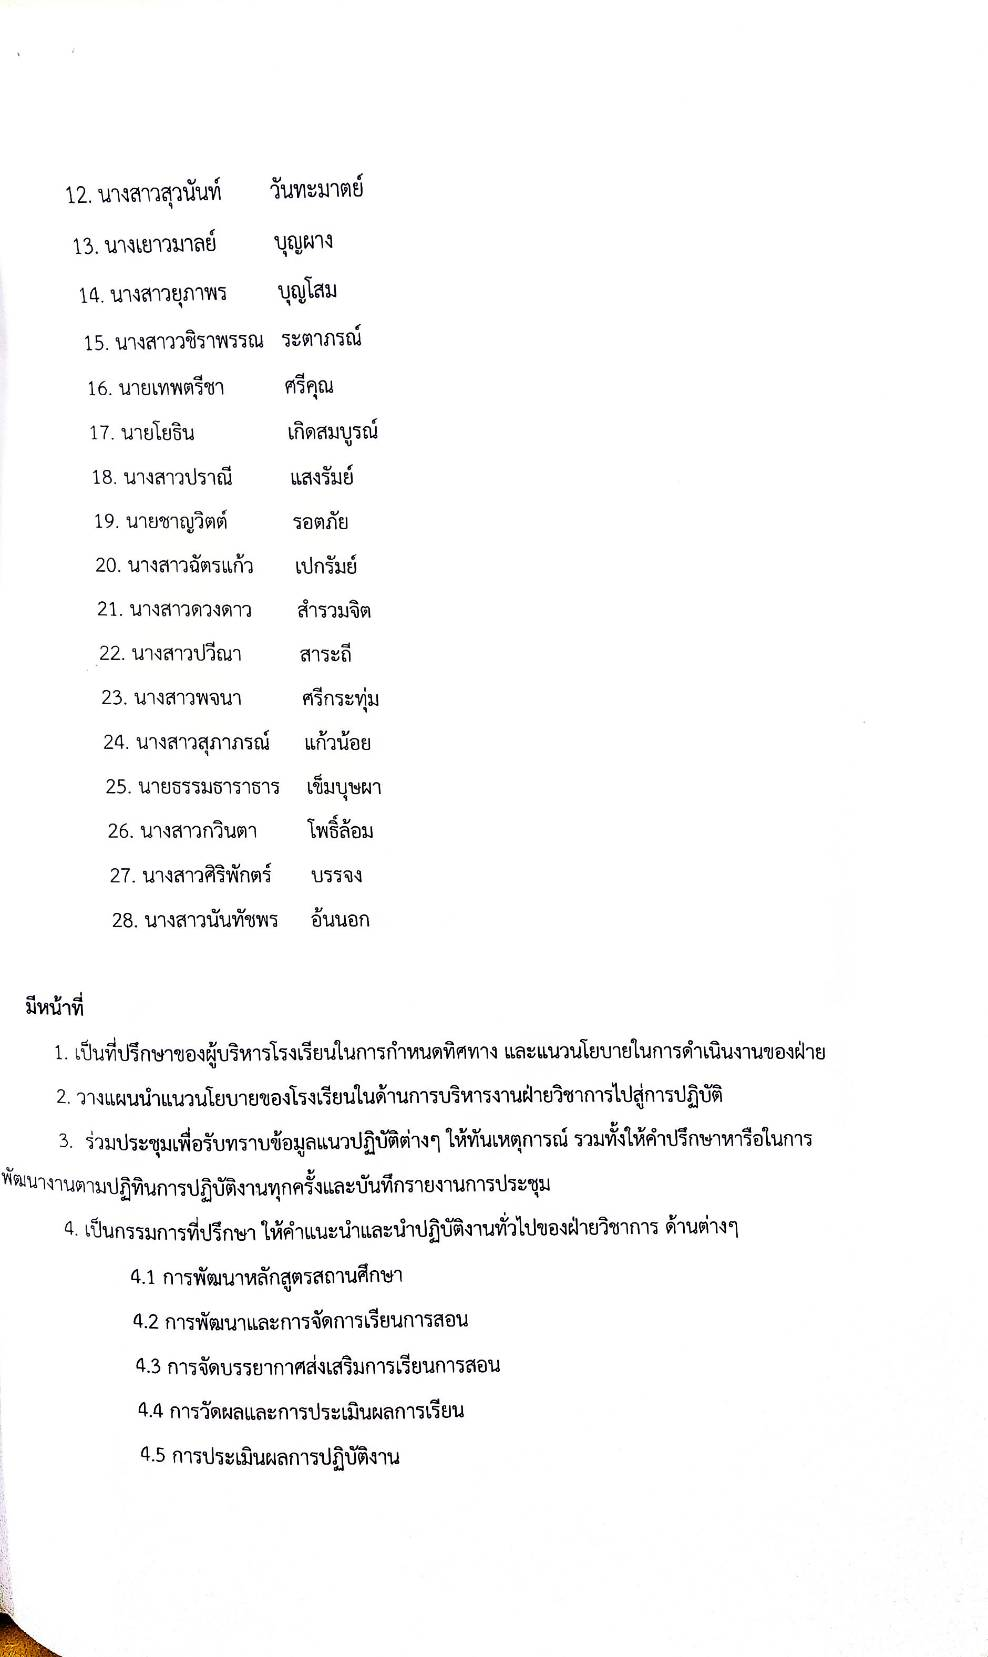 12. นางสาวสุวนันท์ วันทะมาตย์
13. นางเยาวมาลย์ บุญผาง
14. นางสาวยุภาพร บุญโสม
15. นางสาววชิราพรรณ ระตาภรณ์
16. นายเทพตรีชา ศรีคุณ
17. นายโยธิน เกิดสมบูรณ์
18. นางสาวปราณี แสงรัมย์
19. นายชาญวิตต์ รอตภัย
20. นางสาวฉัตรแก้ว เปกรัมย์
21. นางสาวดวงดาว สำรวมจิต
22. นางสาวปวีณา สาระถี
23. นางสาวพจนา ศรีกระทุ่ม
24. นางสาวสุภาภรณ์ แก้วน้อย
25. นายธรรมธาราธาร เข็มบุษผา
26. นางสาวกวินตา โพธิ์ล้อม
27. นางสาวศิริพักตร์ บรรจง
28. นางสาวนันทัชพร อ้นนอก
มีหน้าที่
1. เป็นที่ปรึกษาของผู้บริหารโรงเรียนในการกำหนดทิศทาง และแนวนโยบายในการดำเนินงานของฝ่าย
2. วางแผนนำแนวนโยบายของโรงเรียนในด้านการบริหารงานฝ่ายวิชาการไปสู่การปฏิบัติ
3. ร่วมประชุมเพื่อรับทราบข้อมูลแนวปฏิบัติต่างๆ ให้ทันเหตุการณ์ รวมทั้งให้คำปรึกษาหารือในการ
พัฒนางานตามปฏิทินการปฏิบัติงานทุกครั้งและบันทึกรายงานการประชุม
4. เป็นกรรมการที่ปรึกษา ให้คำแนะนำและนำปฏิบัติงานทั่วไปของฝ่ายวิชาการ ด้านต่างๆ
4.1 การพัฒนาหลักสูตรสถานศึกษา
4.2 การพัฒนาและการจัดการเรียนการสอน
4.3 การจัดบรรยากาศส่งเสริมการเรียนการสอน
4.4 การวัดผลและการประเมินผลการเรียน
4.5 การประเมินผลการปฏิบัติงาน